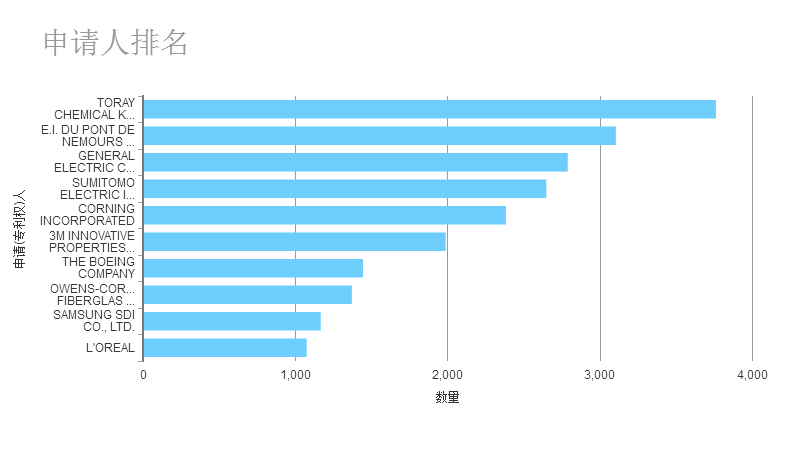 申请人排名
TORAY
CHEMICAL K...
E.I. DU PONT DE
NEMOURS ...
GENERAL
ELECTRIC C...
SUMITOMO
ELECTRIC I...
CORNING
INCORPORATED
3M INNOVATIVE
PROPERTIES...
THE BOEING
COMPANY
OWENS-COR...
FIBERGLAS ...
SAMSUNG SDI
CO., LTD.
L'OREAL
申请(专利权)人
0 1,000 2,000 3,000 4,000
数量